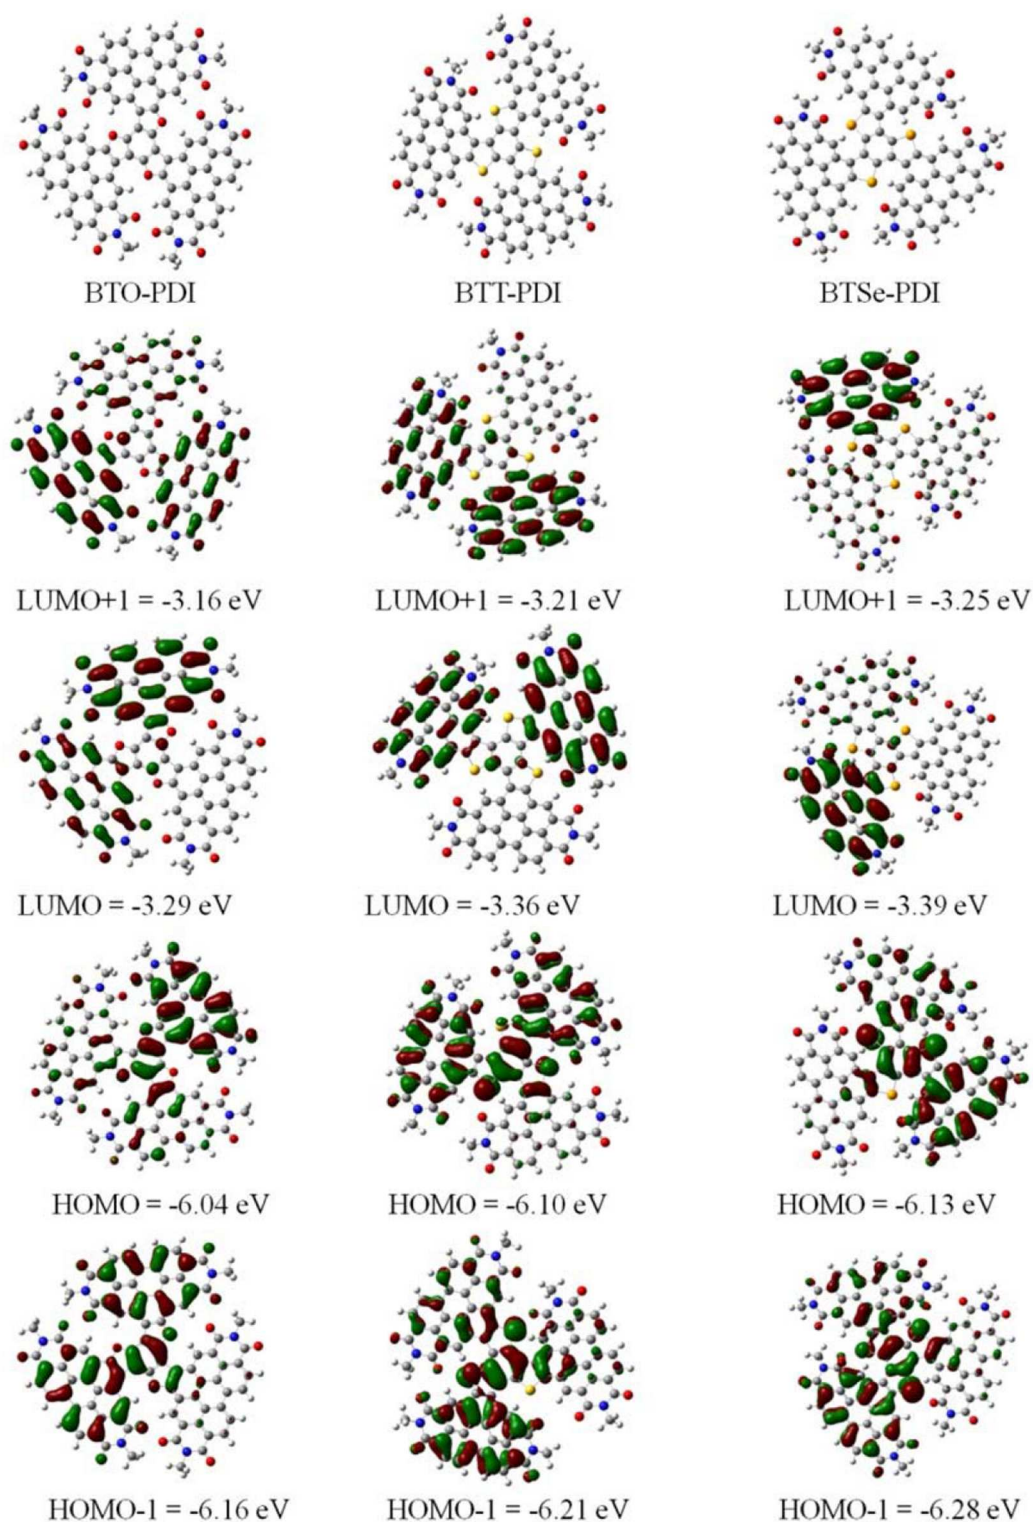 BTO-PDI BTT-PDI BTSe-PDI
LUMO+1 = -3.16 eV LUMO+1 = -3.21 eV LUMO+1 = -3.25 eV
LUMO = -3.29 eV LUMO = -3.36 eV LUMO = -3.39 eV
HOMO = -6.04 eV HOMO = -6.10 eV HOMO = -6.13 eV
HOMO-1 = -6.16 eV HOMO-1 = -6.21 eV HOMO-1 = -6.28 eV